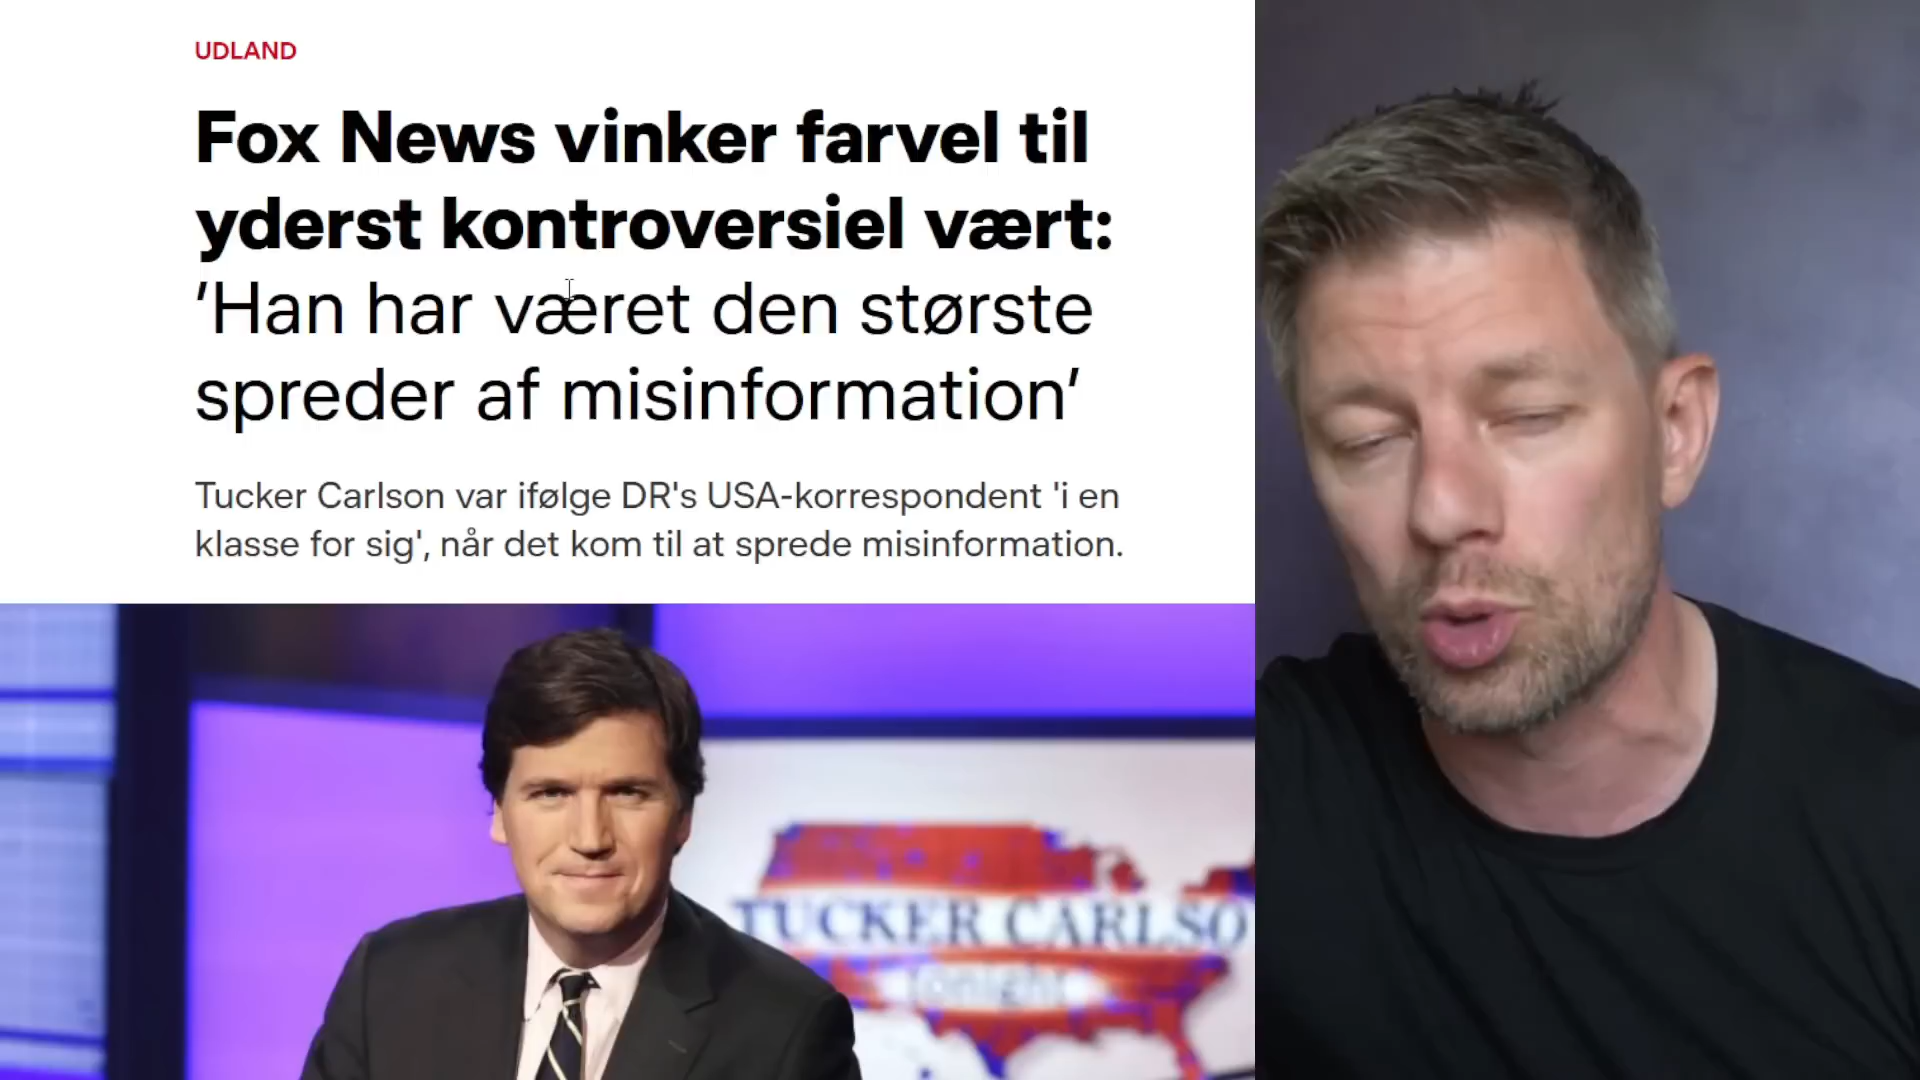 UDLAND
Fox News vinker farvel til
yderst kontroversiel vært:
’Han har været den største
spreder af misinformation’
Tucker Carlson var ifølge DR's USA-korrespondent 'i en
klasse for sig', når det kom til at sprede misinformation.
TUCKER CARLSO
Tonight